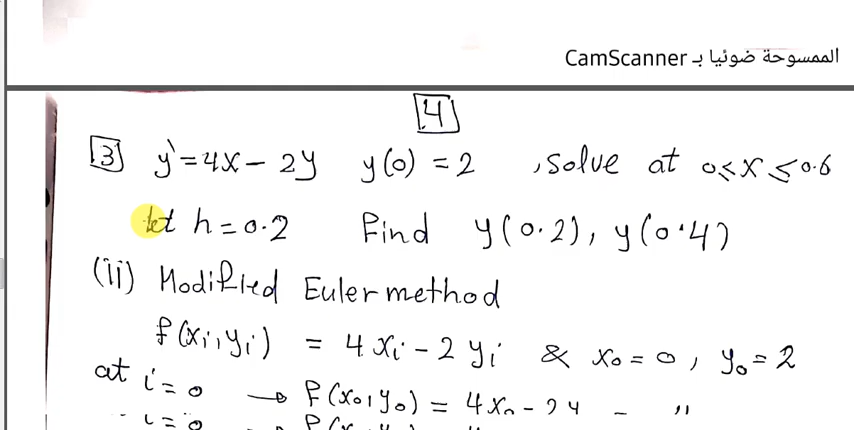 الممسوحة ضوئيا بـ CamScanner
4
3 y` = 4x - 2y y(0) = 2 , solve at 0 < x ≤ 0.6
let h = 0.2 Find y(0.2), y(0.4)
(ii) Modified Euler method
f(xi, yi) = 4xi - 2yi & x0 = 0, y0 = 2
at i = 0 → f(x0, y0) = 4x0 - 2y